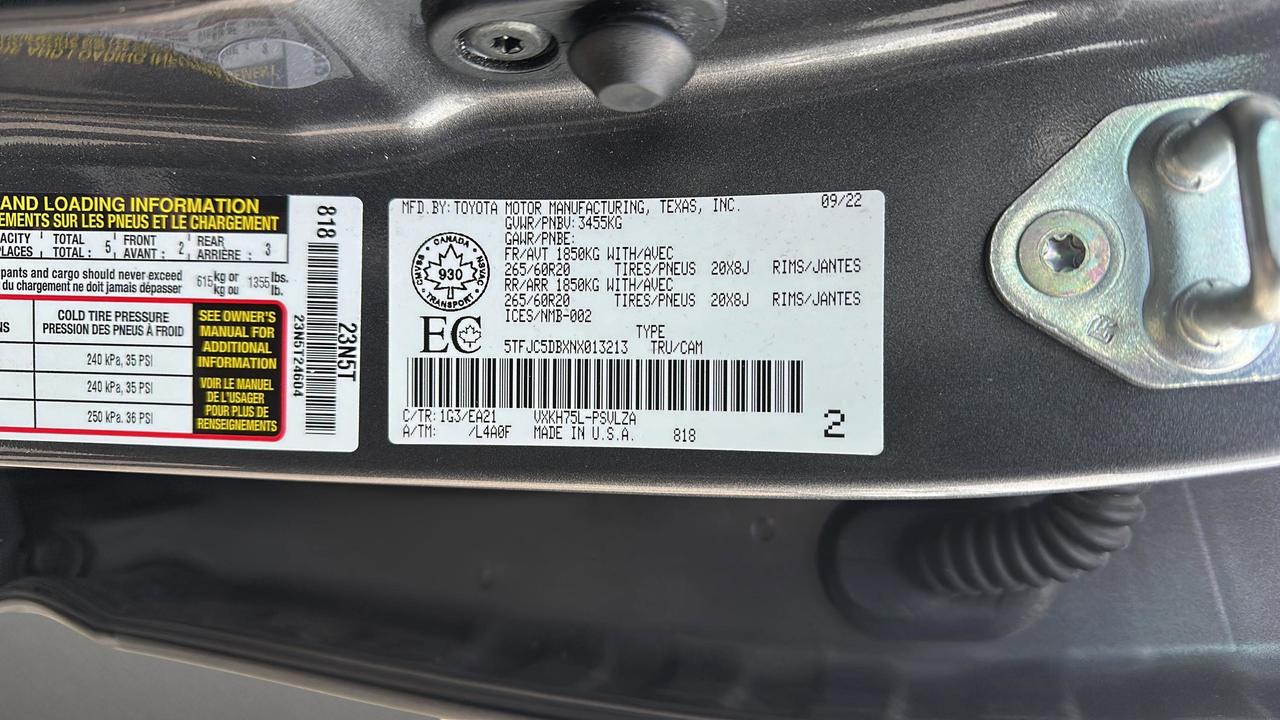 AND LOADING INFORMATION
EMENTS SUR LES PNEUS ET LE CHARGEMENT
ACITY TOTAL FRONT REAR
PLACES TOTAL : 5 AVANT : 2 ARRIÈRE : 3
pants and cargo should never exceed 615 kg or 1355 lbs.
du chargement ne doit jamais dépasser kg ou lb.
NS
COLD TIRE PRESSURE
PRESSION DES PNEUS À FROID
240 kPa, 35 PSI
240 kPa, 35 PSI
250 kPa, 36 PSI
SEE OWNER'S
MANUAL FOR
ADDITIONAL
INFORMATION
VOIR LE MANUEL
DE L'USAGER
POUR PLUS DE
RENSEIGNEMENTS
818
23N5T24604
23N5T
MFD.BY: TOYOTA MOTOR MANUFACTURING, TEXAS, INC. 09/22
GVWR/PNBV: 3455KG
GAWR/PNBE:
FR/AVT 1850KG WITH/AVEC
265/60R20 TIRES/PNEUS 20X8J RIMS/JANTES
RR/ARR 1850KG WITH/AVEC
265/60R20 TIRES/PNEUS 20X8J RIMS/JANTES
ICES/NMB-002
CANADA
930
TRANSPORT
EC
TYPE
5TFJC5DBXNX013213 TRU/CAM
C/TR: 1G3/EA21 VXKH75L-PSVLZA
A/TM: /L4A0F MADE IN U.S.A. 818
2